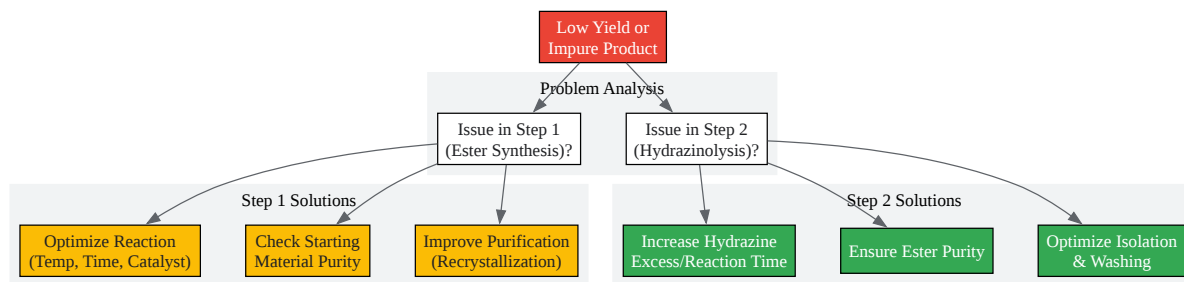 Low Yield or
Impure Product
Problem Analysis
Issue in Step 1
(Ester Synthesis)?
Issue in Step 2
(Hydrazinolysis)?
Step 1 Solutions
Optimize Reaction
(Temp, Time, Catalyst)
Check Starting
Material Purity
Improve Purification
(Recrystallization)
Step 2 Solutions
Increase Hydrazine
Excess/Reaction Time
Ensure Ester Purity
Optimize Isolation
& Washing